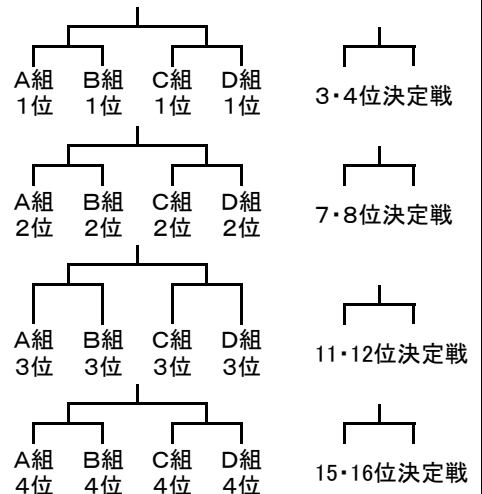 A組 B組 C組 D組
1位 1位 1位 1位
3・4位決定戦
A組 B組 C組 D組
2位 2位 2位 2位
7・8位決定戦
A組 B組 C組 D組
3位 3位 3位 3位
11・12位決定戦
A組 B組 C組 D組
4位 4位 4位 4位
15・16位決定戦